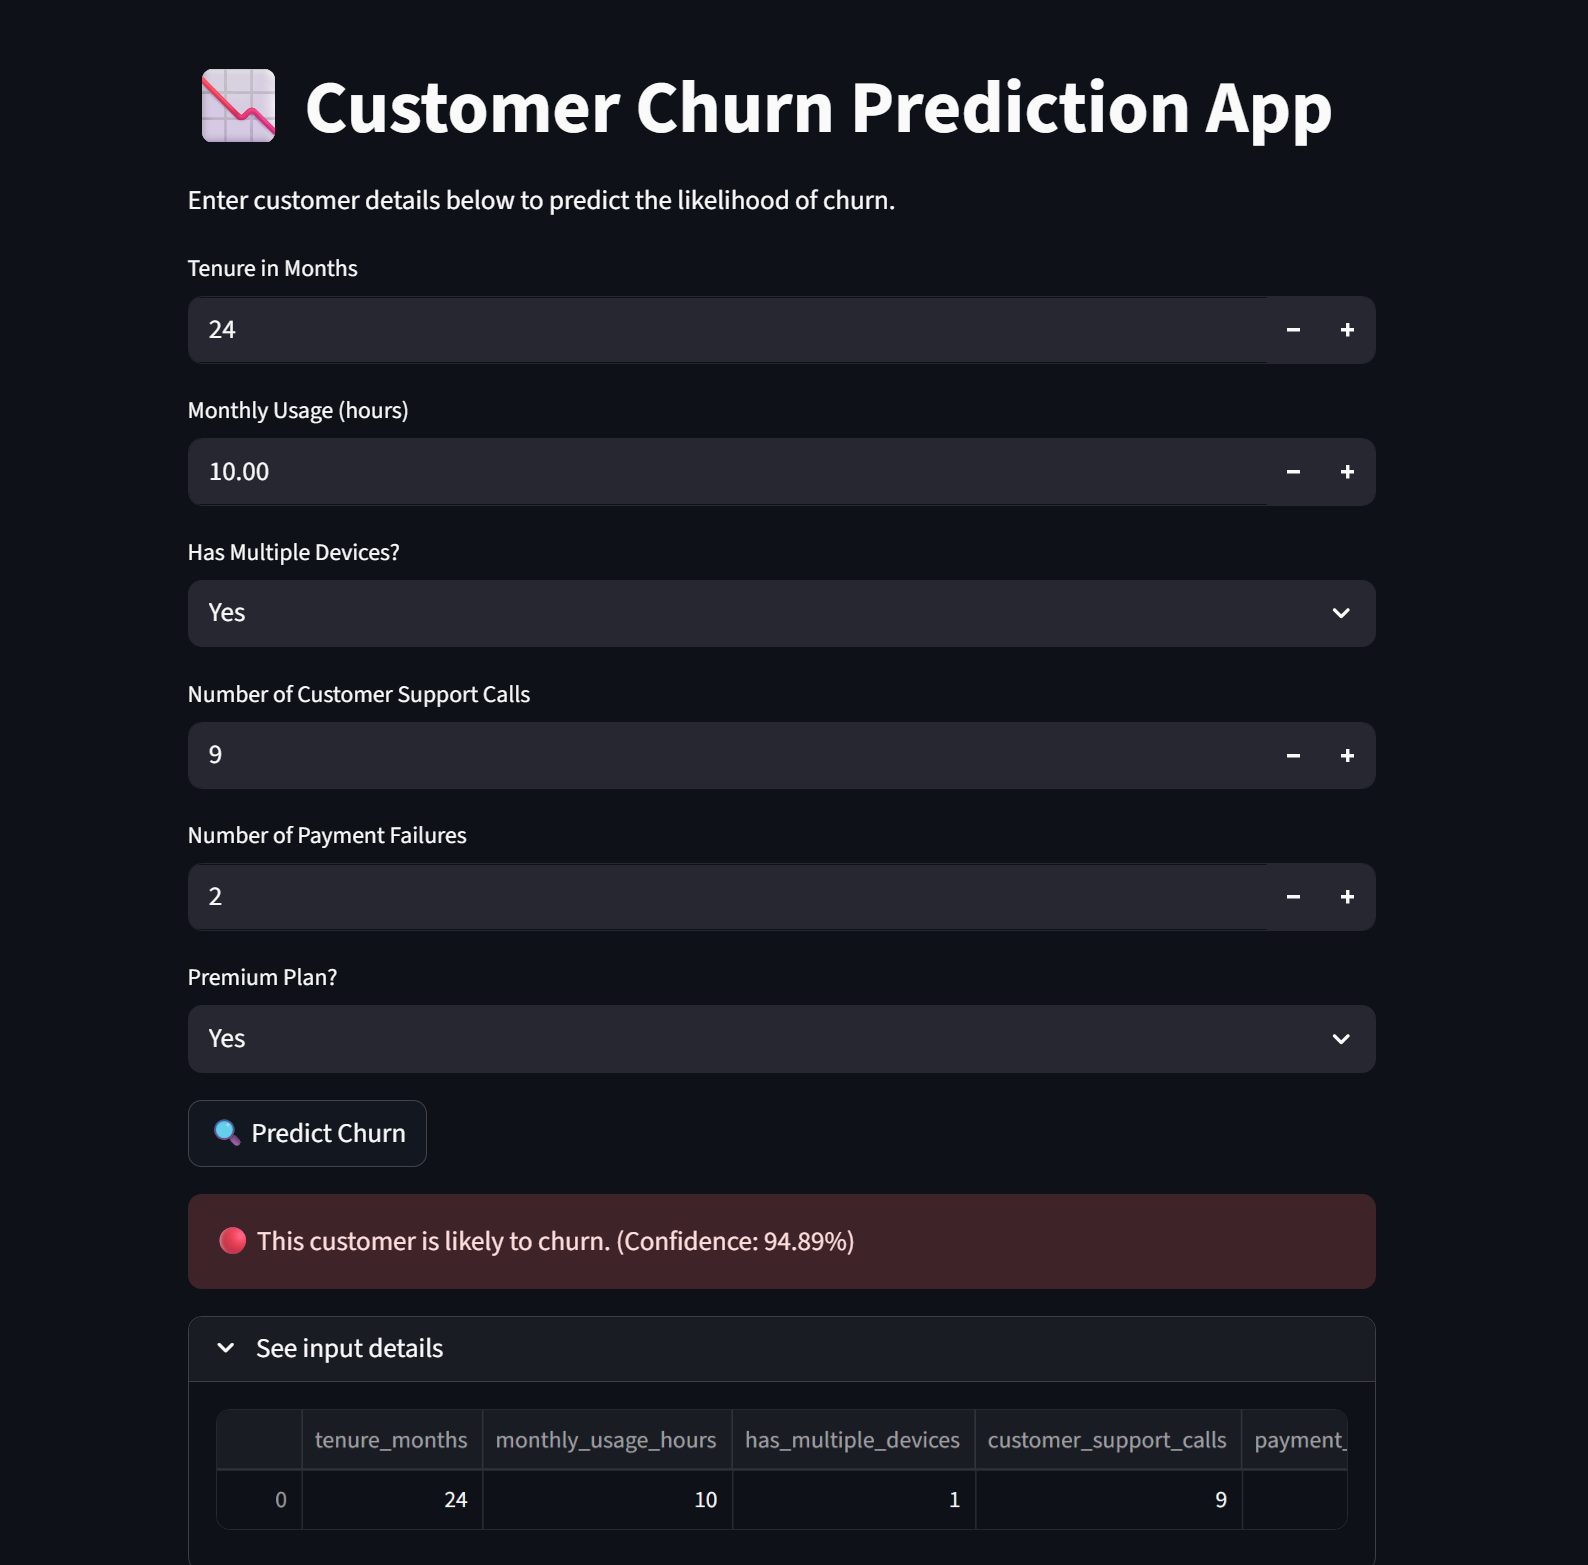 Customer Churn Prediction App
Enter customer details below to predict the likelihood of churn.
Tenure in Months
24
Monthly Usage (hours)
10.00
Has Multiple Devices?
Yes
Number of Customer Support Calls
9
Number of Payment Failures
2
Premium Plan?
Yes
Predict Churn
This customer is likely to churn. (Confidence: 94.89%)
See input details
tenure_months monthly_usage_hours has_multiple_devices customer_support_calls payment_
0 24 10 1 9